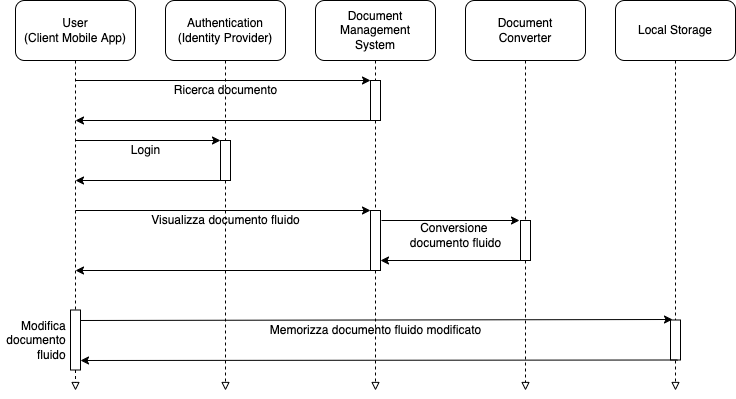 User
(Client Mobile App)
Authentication
(Identity Provider)
Document
Management
System
Document
Converter
Local Storage
Ricerca documento
Login
Visualizza documento fluido
Conversione
documento fluido
Modifica
documento
fluido
Memorizza documento fluido modificato